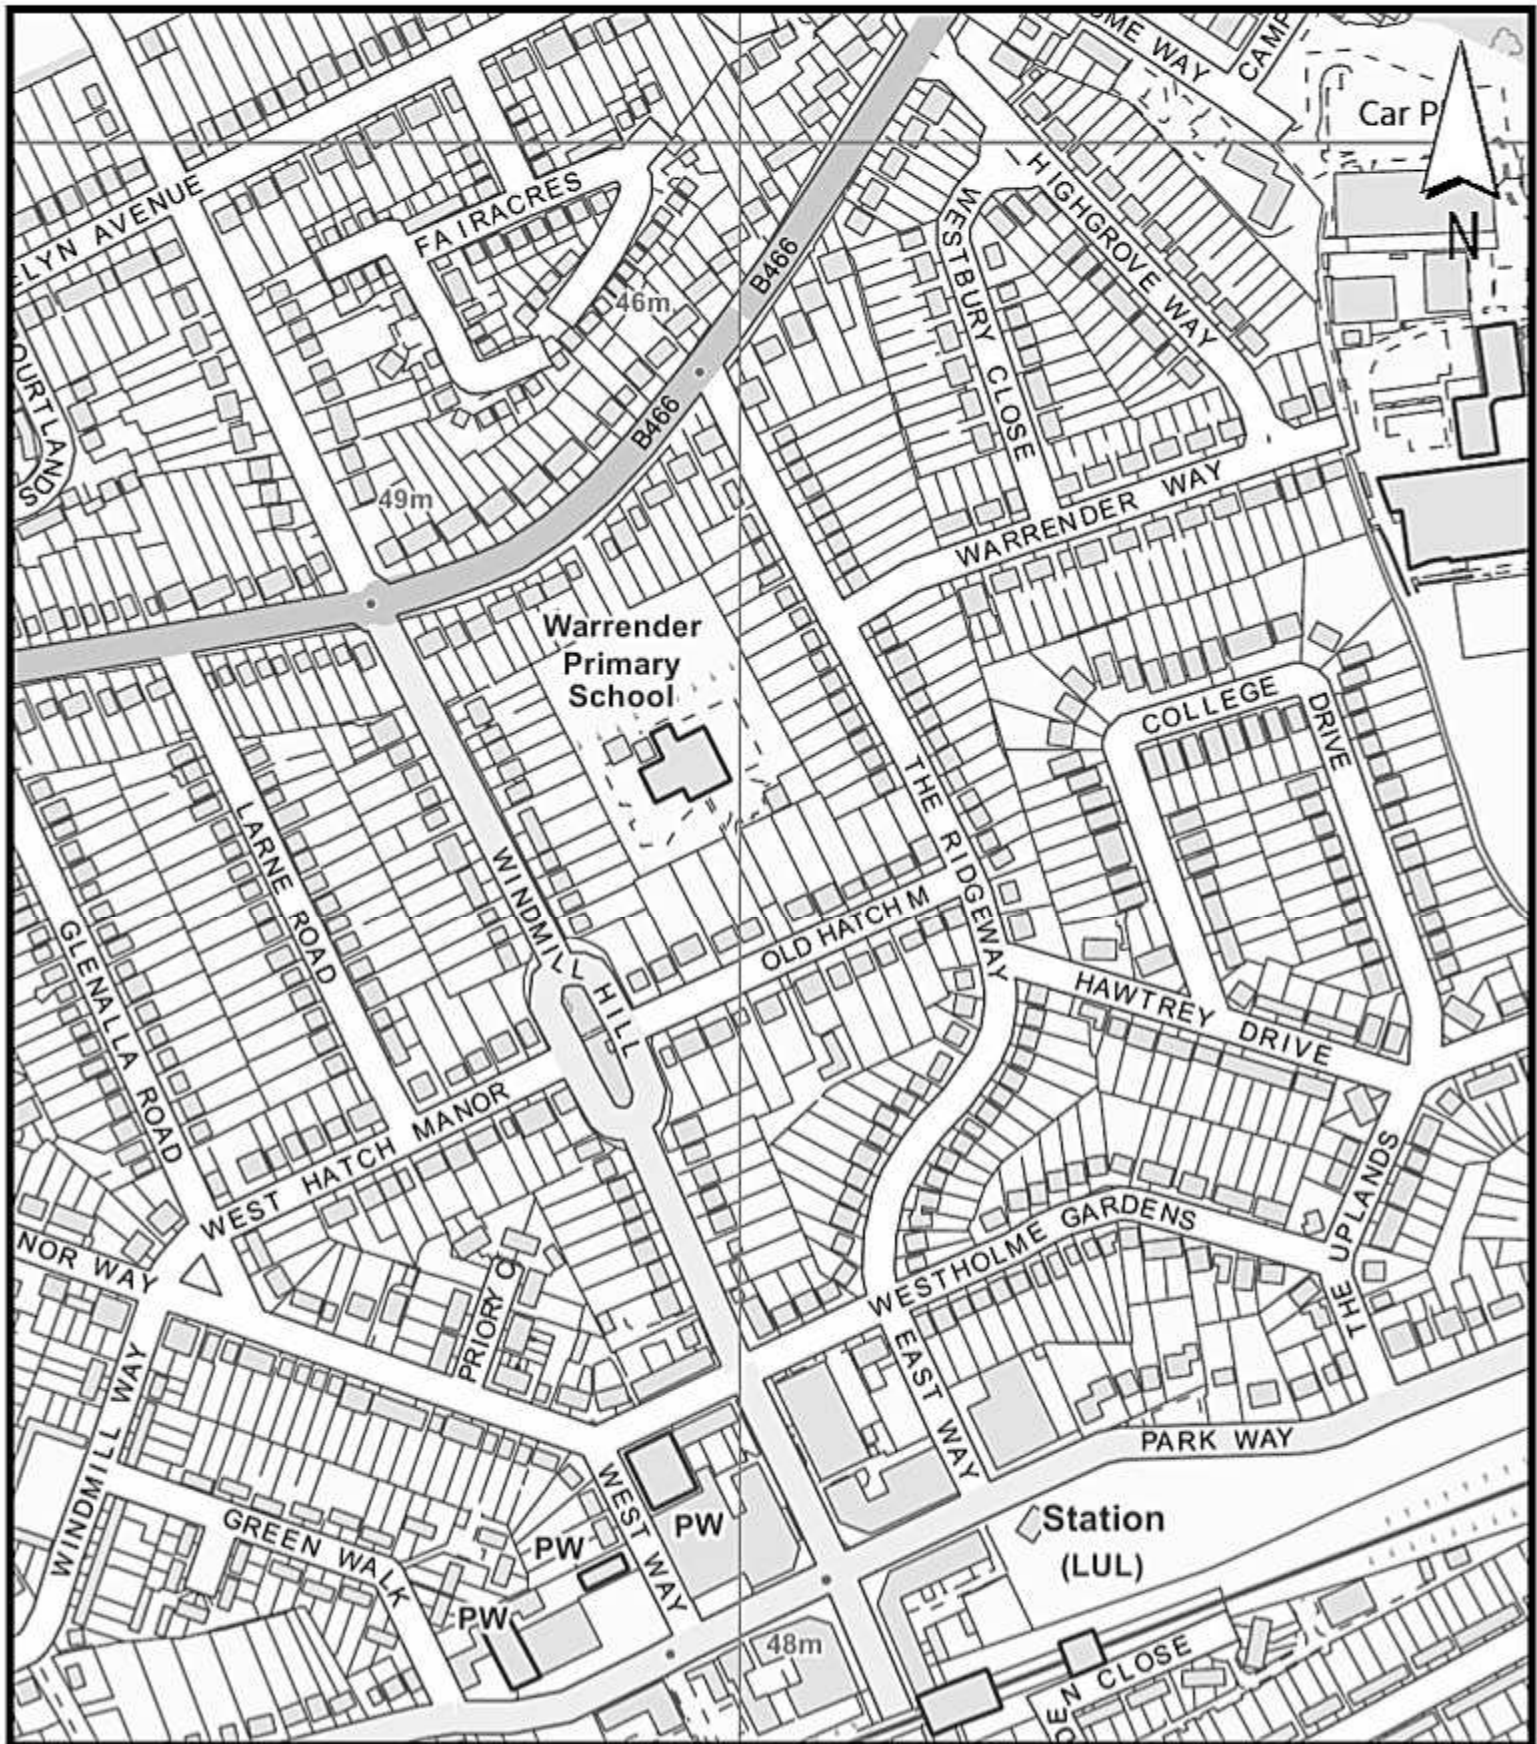 OME WAY
CAMP
Car P
N
ELYN AVENUE
FAIRACRES
HIGHGROVE WAY
WESTBURY CLOSE
B466
46m
OURTLANDS
B466
49m
WARRENDER WAY
Warrender
Primary
School
COLLEGE DRIVE
THE RIDGEWAY
LARNE ROAD
WINDMILL HILL
OLD HATCH M
GLENALLA ROAD
HAWTREY DRIVE
WEST HATCH MANOR
THE UPLANDS
WESTHOLME GARDENS
NOR WAY
PRIORY C
EAST WAY
WINDMILL WAY
PARK WAY
WEST WAY
GREEN WALK
PW
PW
PW
Station
(LUL)
48m
DEN CLOSE